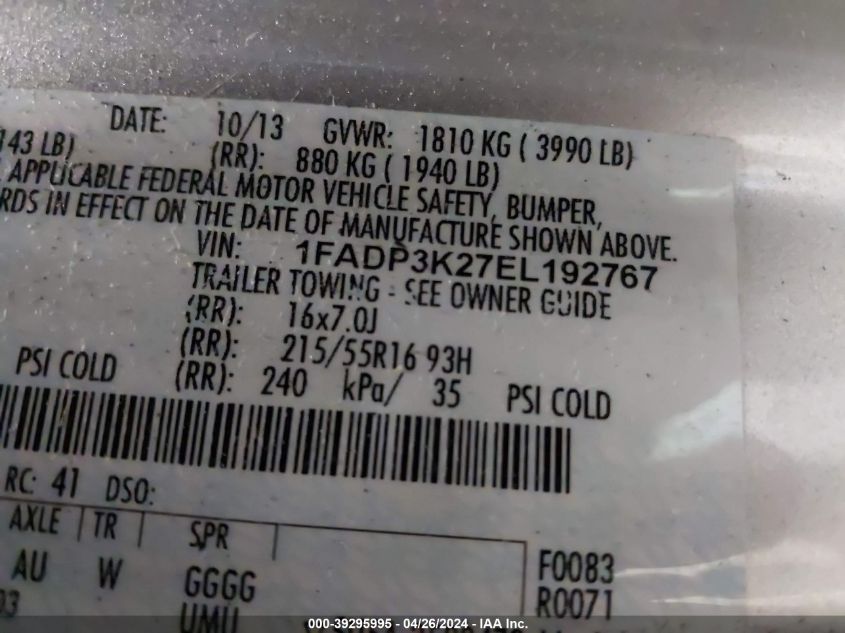 DATE: 10/13 GVWR: 1810 KG ( 3990 LB)
143 LB) (RR): 880 KG ( 1940 LB)
APPLICABLE FEDERAL MOTOR VEHICLE SAFETY, BUMPER,
RDS IN EFFECT ON THE DATE OF MANUFACTURE SHOWN ABOVE.
VIN: 1FADP3K27EL192767
TRAILER TOWING - SEE OWNER GUIDE
(RR): 16x7.0J
(RR): 215/55R16 93H
PSI COLD (RR): 240 kPa/ 35 PSI COLD
RC: 41 DSO:
AXLE TR SPR
AU W GGGG F0083
03 UMU R0071
000-39295995 - 04/26/2024 - IAA Inc.